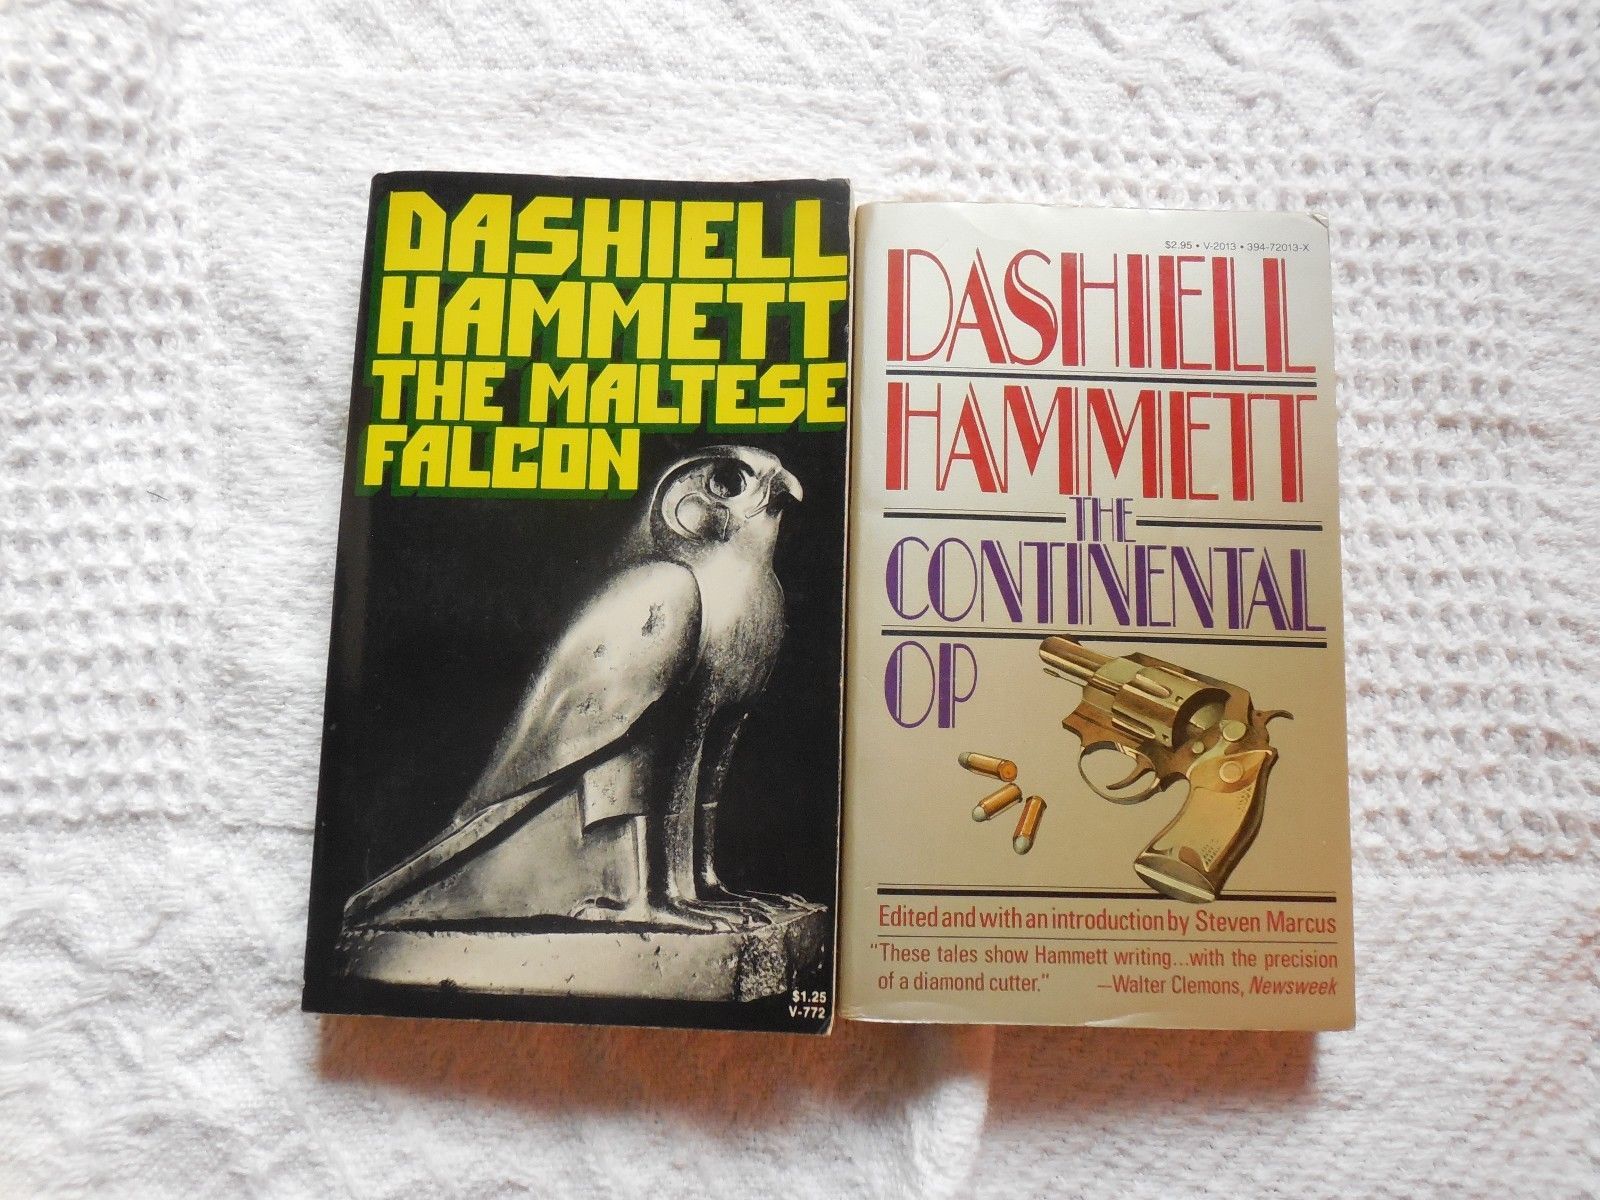 DASHIELL
HAMMETT
THE MALTESE
FALCON
$1.25
V-772
$2.95 • V-2013 • 394-72013-X
DASHIELL
HAMMETT
THE
CONTINENTAL
OP
Edited and with an introduction by Steven Marcus
"These tales show Hammett writing...with the precision
of a diamond cutter." —Walter Clemons, Newsweek